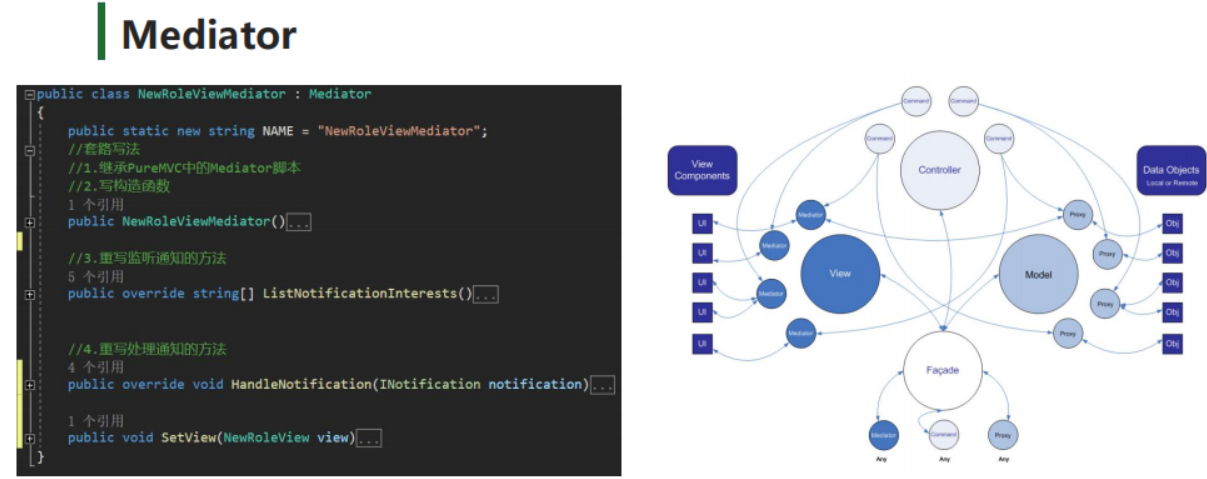 Mediator
public class NewRoleViewMediator : Mediator
{
public static new string NAME = "NewRoleViewMediator";
//套路写法
//1.继承PureMVC中的Mediator脚本
//2.写构造函数
1 个引用
public NewRoleViewMediator()...
//3.重写监听通知的方法
5 个引用
public override string[] ListNotificationInterests()...
//4.重写处理通知的方法
4 个引用
public override void HandleNotification(INotification notification)...
1 个引用
public void SetView(NewRoleView view)...
}
Command
Command
Command
Command
View
Components
Controller
Data Objects
Local or Remote
UI
Mediator
Proxy
Obj
UI
Mediator
Proxy
Obj
View
Model
UI
Mediator
Proxy
Obj
UI
Obj
UI
Mediator
Proxy
Obj
Façade
Mediator
Command
Proxy
Any
Any
Any